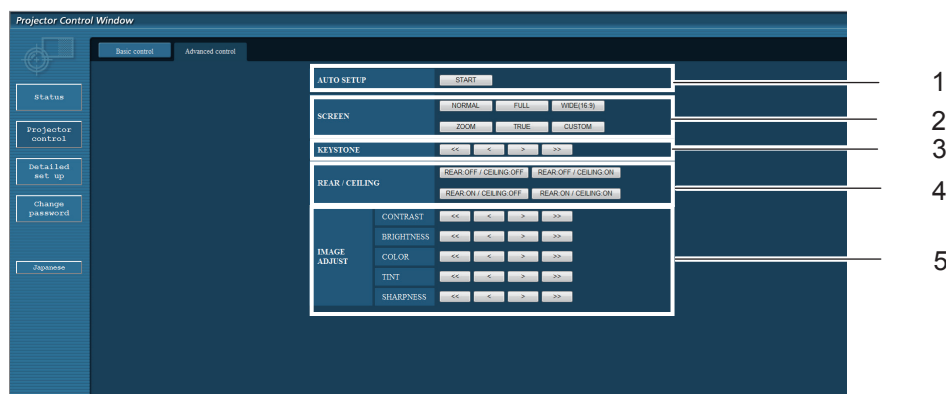 Projector Control Window
Basic control Advanced control
Status
Projector
control
Detailed
set up
Change
password
Japanese
AUTO SETUP START
SCREEN
NORMAL FULL WIDE(16:9)
ZOOM TRUE CUSTOM
KEYSTONE << < > >>
REAR / CEILING
REAR:OFF / CEILING:OFF REAR:OFF / CEILING:ON
REAR:ON / CEILING:OFF REAR:ON / CEILING:ON
IMAGE
ADJUST
CONTRAST << < > >>
BRIGHTNESS << < > >>
COLOR << < > >>
TINT << < > >>
SHARPNESS << < > >>
1
2
3
4
5